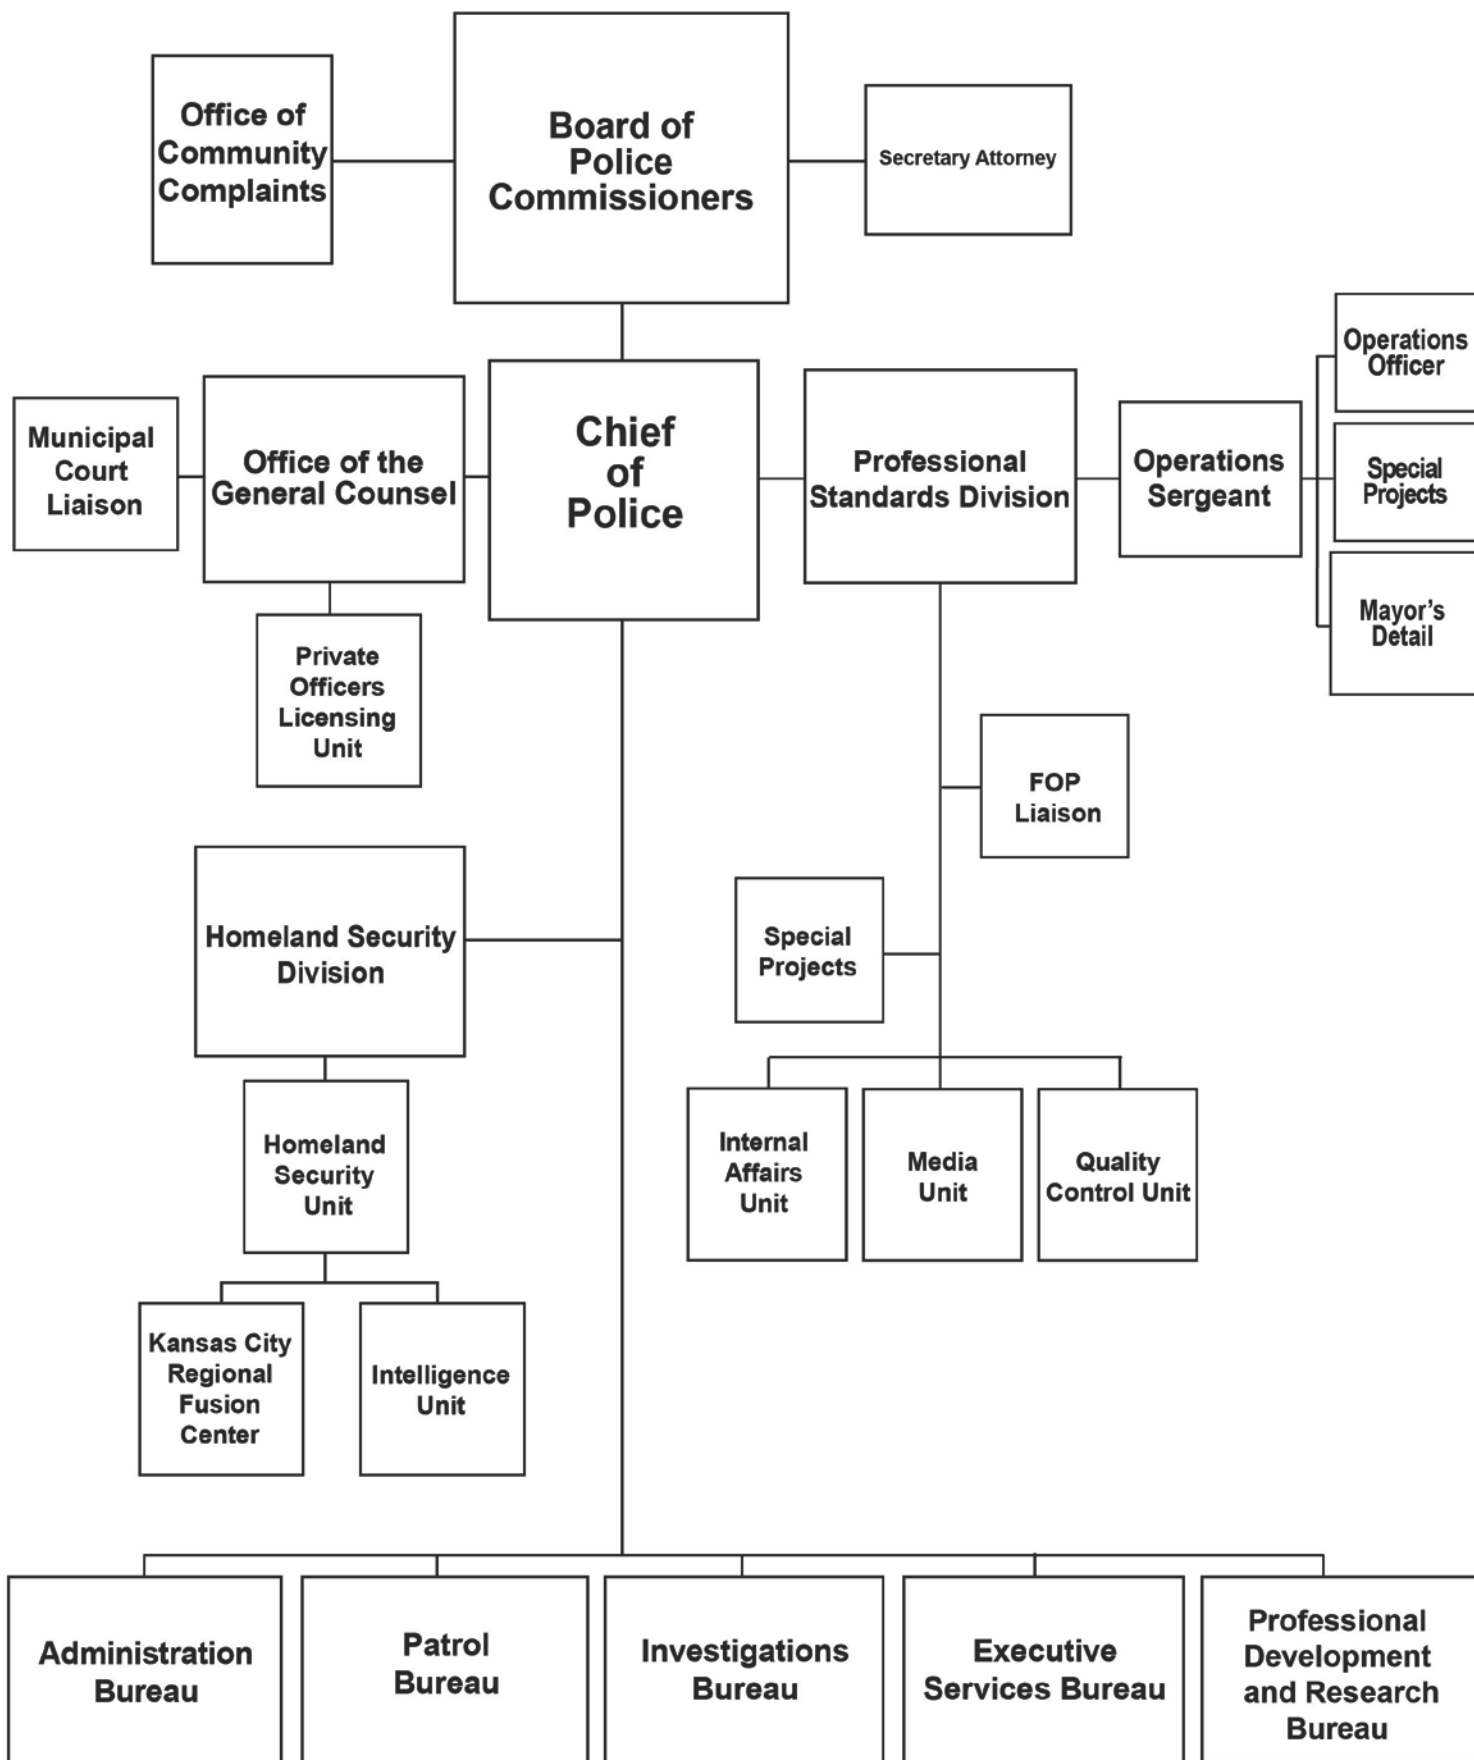 Office of
Community
Complaints
Board of
Police
Commissioners
Secretary Attorney
Municipal
Court
Liaison
Office of the
General Counsel
Chief
of
Police
Professional
Standards Division
Operations
Sergeant
Operations
Officer
Special
Projects
Mayor's
Detail
Private
Officers
Licensing
Unit
FOP
Liaison
Homeland Security
Division
Special
Projects
Homeland
Security
Unit
Internal
Affairs
Unit
Media
Unit
Quality
Control Unit
Kansas City
Regional
Fusion
Center
Intelligence
Unit
Administration
Bureau
Patrol
Bureau
Investigations
Bureau
Executive
Services Bureau
Professional
Development
and Research
Bureau